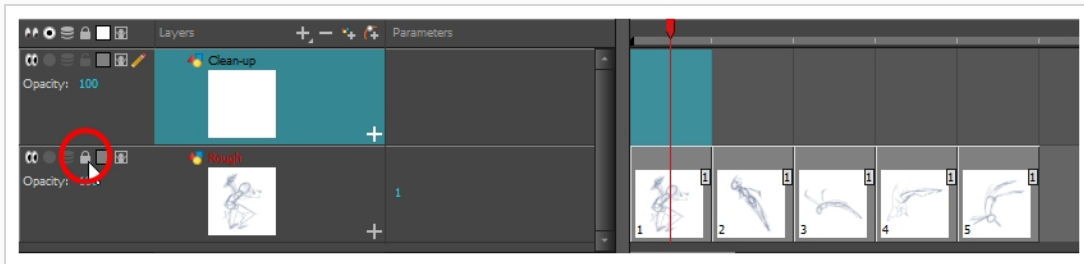 Layers
Parameters
Clean-up
Opacity: 100
Rough
Opacity:
1
1 1 1 1 1
1 2 3 4 5